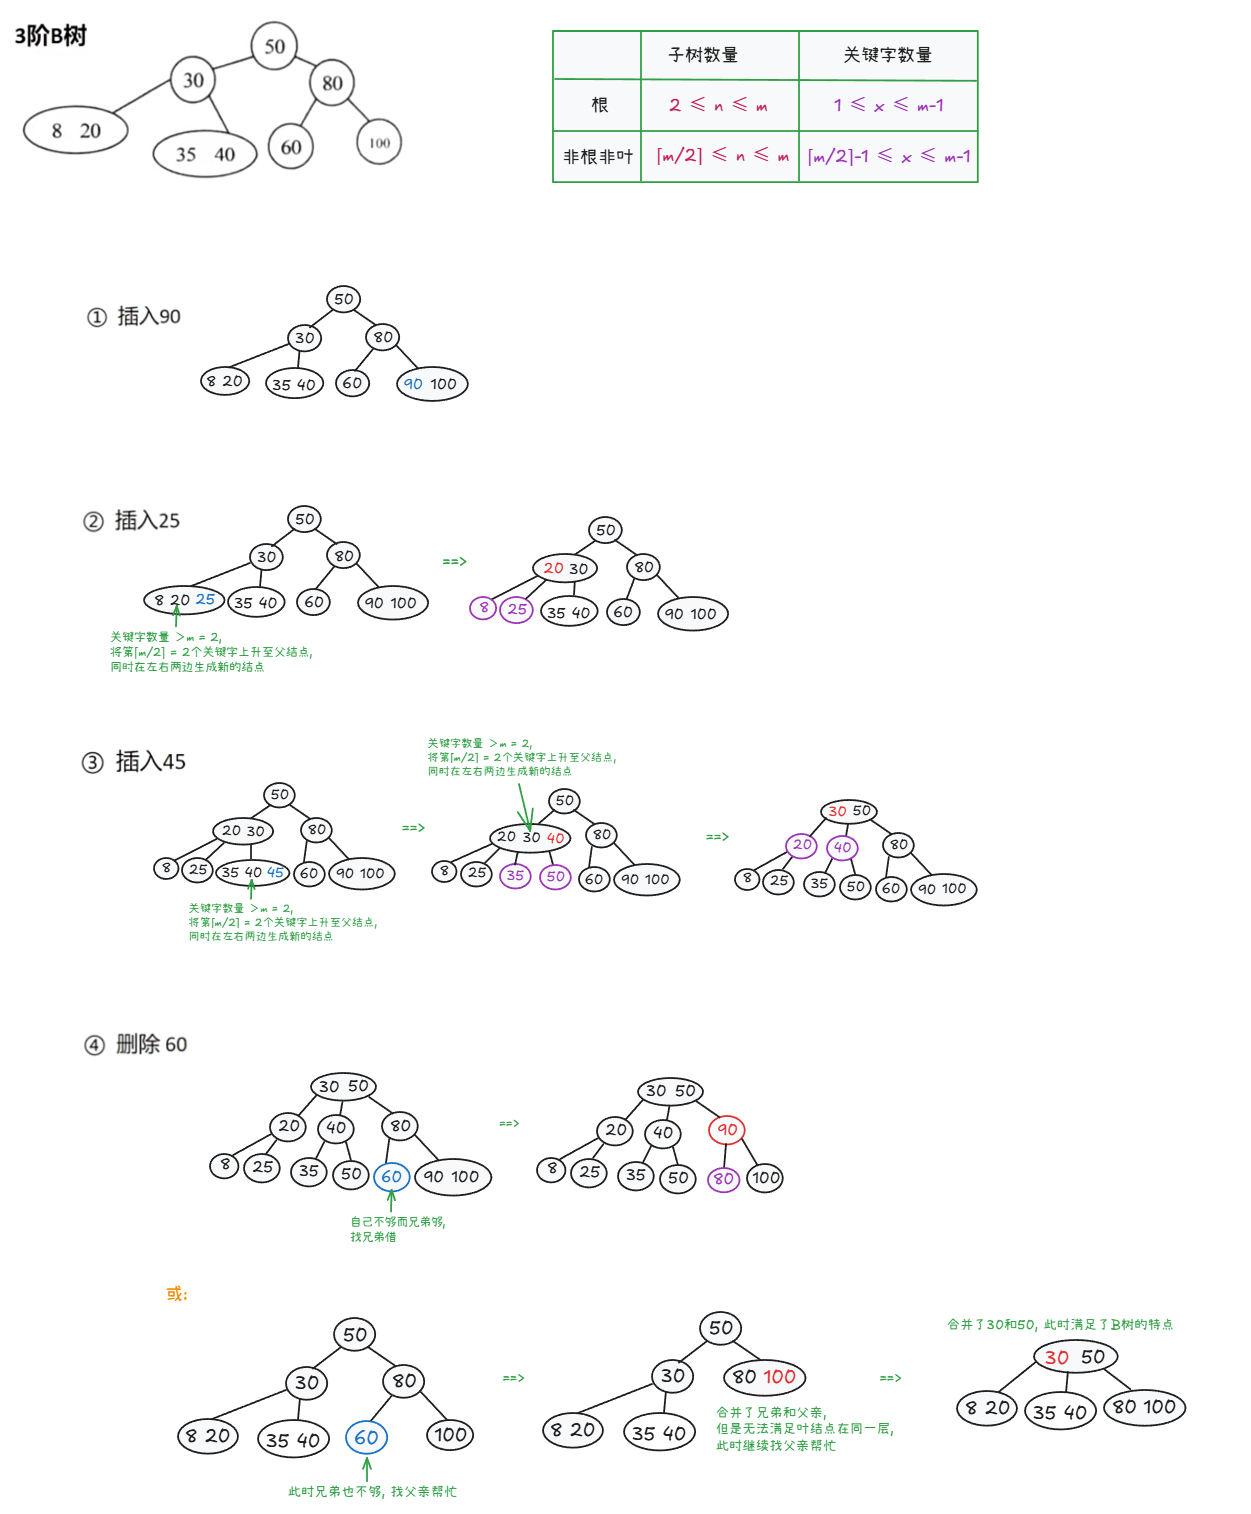 3阶B树
50
30
80
8 20
35 40
60
100
子树数量 关键字数量
根 2 ≤ n ≤ m 1 ≤ x ≤ m-1
非根非叶 ⌈m/2⌉ ≤ n ≤ m ⌈m/2⌉-1 ≤ x ≤ m-1
① 插入90
50
30 80
8 20 35 40 60 90 100
② 插入25
50
30 80
8 20 25 35 40 60 90 100
关键字数量 >m = 2,
将第⌈m/2⌉ = 2个关键字上升至父结点,
同时在左右两边生成新的结点
==>
50
20 30 80
8 25 35 40 60 90 100
③ 插入45
50
20 30 80
8 25 35 40 45 60 90 100
关键字数量 >m = 2,
将第⌈m/2⌉ = 2个关键字上升至父结点,
同时在左右两边生成新的结点
==>
关键字数量 >m = 2,
将第⌈m/2⌉ = 2个关键字上升至父结点,
同时在左右两边生成新的结点
50
20 30 40 80
8 25 35 50 60 90 100
==>
30 50
20 40 80
8 25 35 50 60 90 100
④ 删除 60
30 50
20 40 80
8 25 35 50 60 90 100
自己不够而兄弟够,
找兄弟借
==>
30 50
20 40 90
8 25 35 50 80 100
或:
50
30 80
8 20 35 40 60 100
此时兄弟也不够, 找父亲帮忙
==>
50
30 80 100
8 20 35 40
合并了兄弟和父亲,
但是无法满足叶结点在同一层,
此时继续找父亲帮忙
==>
合并了30和50, 此时满足了B树的特点
30 50
8 20 35 40 80 100